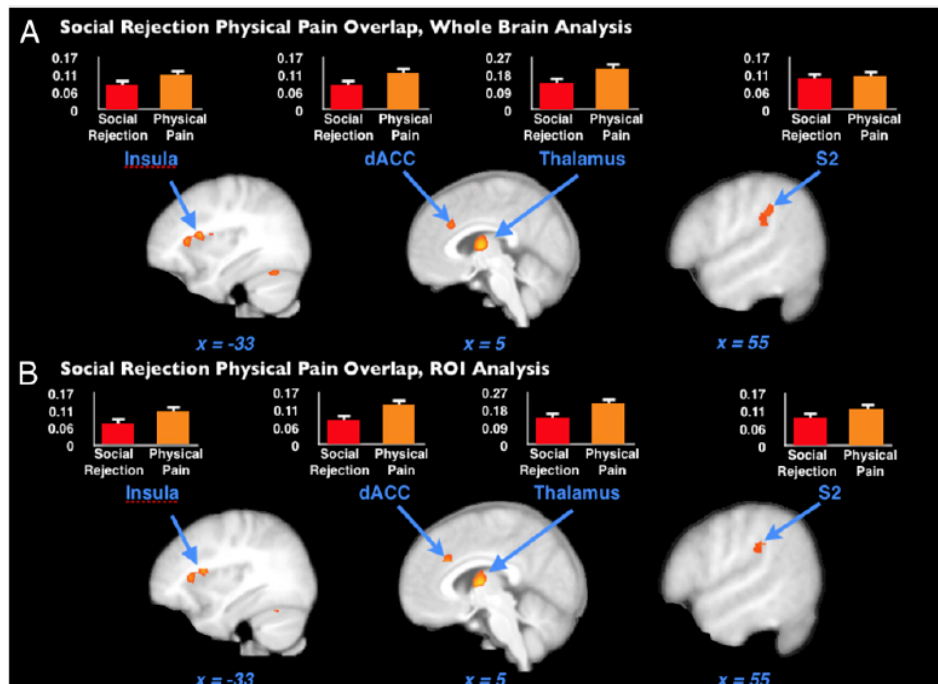 A Social Rejection Physical Pain Overlap, Whole Brain Analysis
0.17
0.11
0.06
0
Social Rejection
Physical Pain
Insula
0.17
0.11
0.06
0
Social Rejection
Physical Pain
dACC
0.27
0.18
0.09
0
Social Rejection
Physical Pain
Thalamus
0.17
0.11
0.06
0
Social Rejection
Physical Pain
S2
x = -33
x = 5
x = 55
B Social Rejection Physical Pain Overlap, ROI Analysis
0.17
0.11
0.06
0
Social Rejection
Physical Pain
Insula
0.17
0.11
0.06
0
Social Rejection
Physical Pain
dACC
0.27
0.18
0.09
0
Social Rejection
Physical Pain
Thalamus
0.17
0.11
0.06
0
Social Rejection
Physical Pain
S2
x = -33
x = 5
x = 55